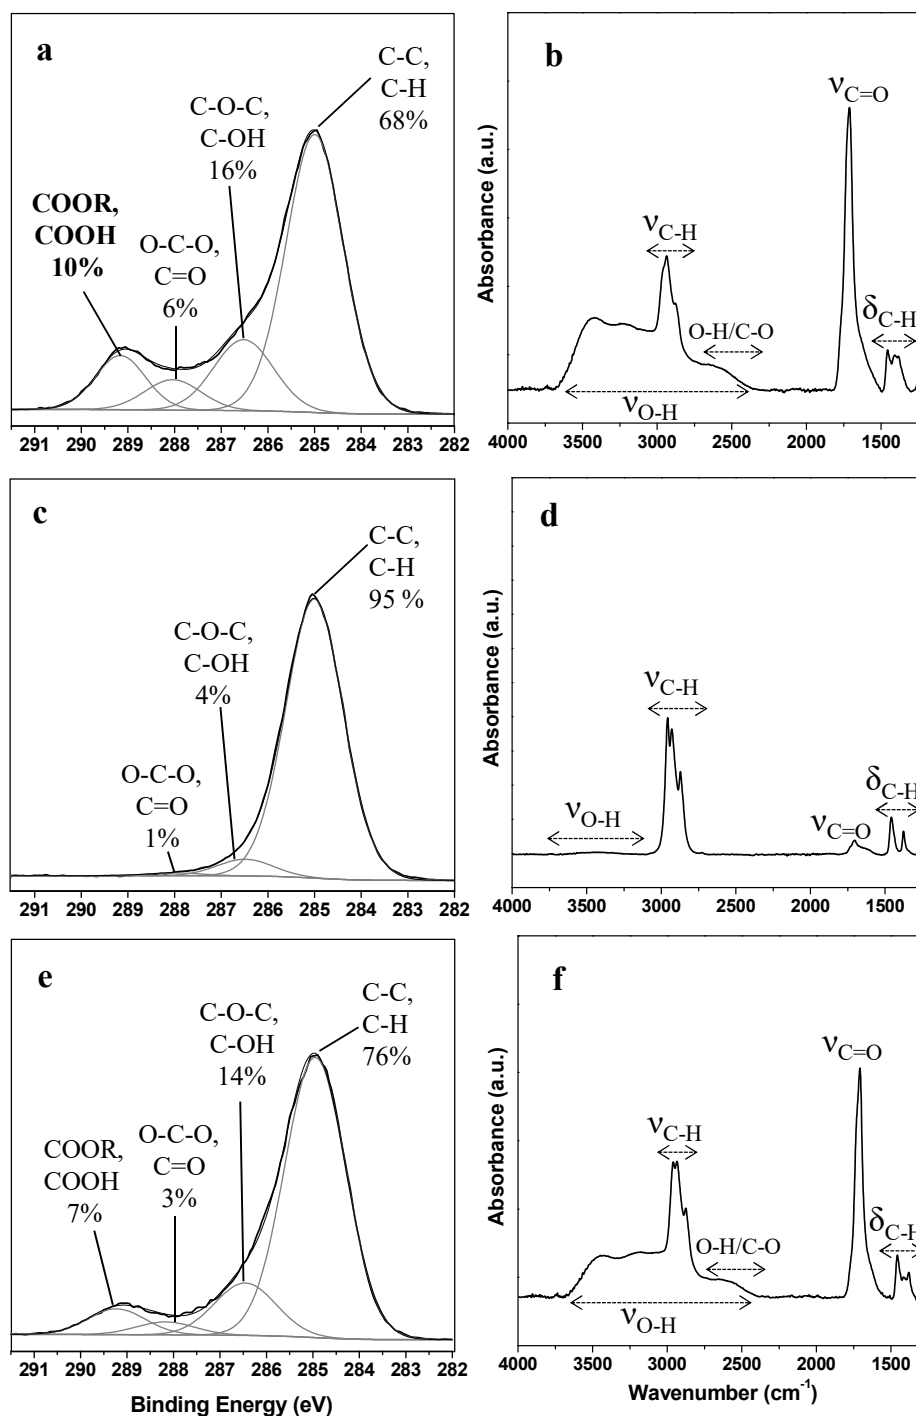 a
C-C,
C-H
68%
C-O-C,
C-OH
16%
COOR,
COOH
10%
O-C-O,
C=O
6%
291 290 289 288 287 286 285 284 283 282
b
Absorbance (a.u.)
νC=O
νC-H
δC-H
O-H/C-O
νO-H
4000 3500 3000 2500 2000 1500
c
C-C,
C-H
95 %
C-O-C,
C-OH
4%
O-C-O,
C=O
1%
291 290 289 288 287 286 285 284 283 282
d
Absorbance (a.u.)
νC-H
δC-H
νO-H
νC=O
4000 3500 3000 2500 2000 1500
e
C-C,
C-H
76%
C-O-C,
C-OH
14%
O-C-O,
C=O
3%
COOR,
COOH
7%
291 290 289 288 287 286 285 284 283 282
Binding Energy (eV)
f
Absorbance (a.u.)
νC=O
νC-H
δC-H
O-H/C-O
νO-H
4000 3500 3000 2500 2000 1500
Wavenumber (cm-1)